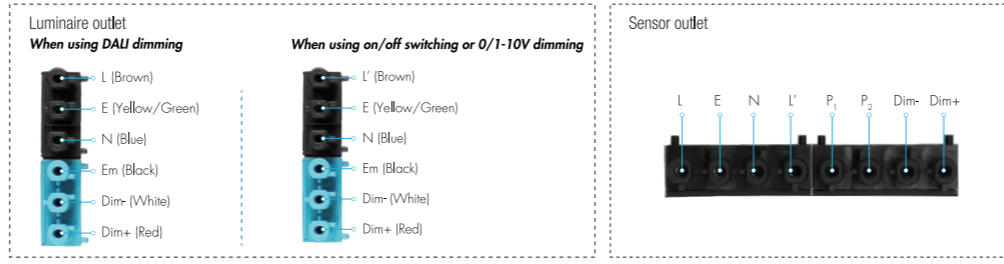 Luminaire outlet
When using DALI dimming
L (Brown)
E (Yellow/Green)
N (Blue)
Em (Black)
Dim- (White)
Dim+ (Red)
When using on/off switching or 0/1-10V dimming
L’ (Brown)
E (Yellow/Green)
N (Blue)
Em (Black)
Dim- (White)
Dim+ (Red)
Sensor outlet
L E N L’ P₁ P₂ Dim- Dim+